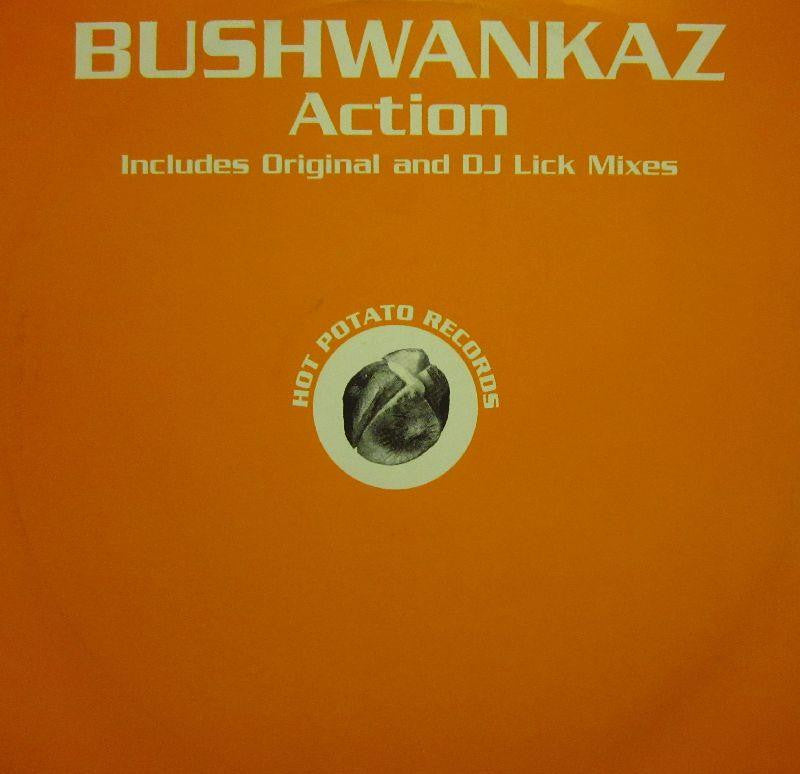 BUSHWANKAZ
Action
Includes Original and DJ Lick Mixes
HOT POTATO RECORDS